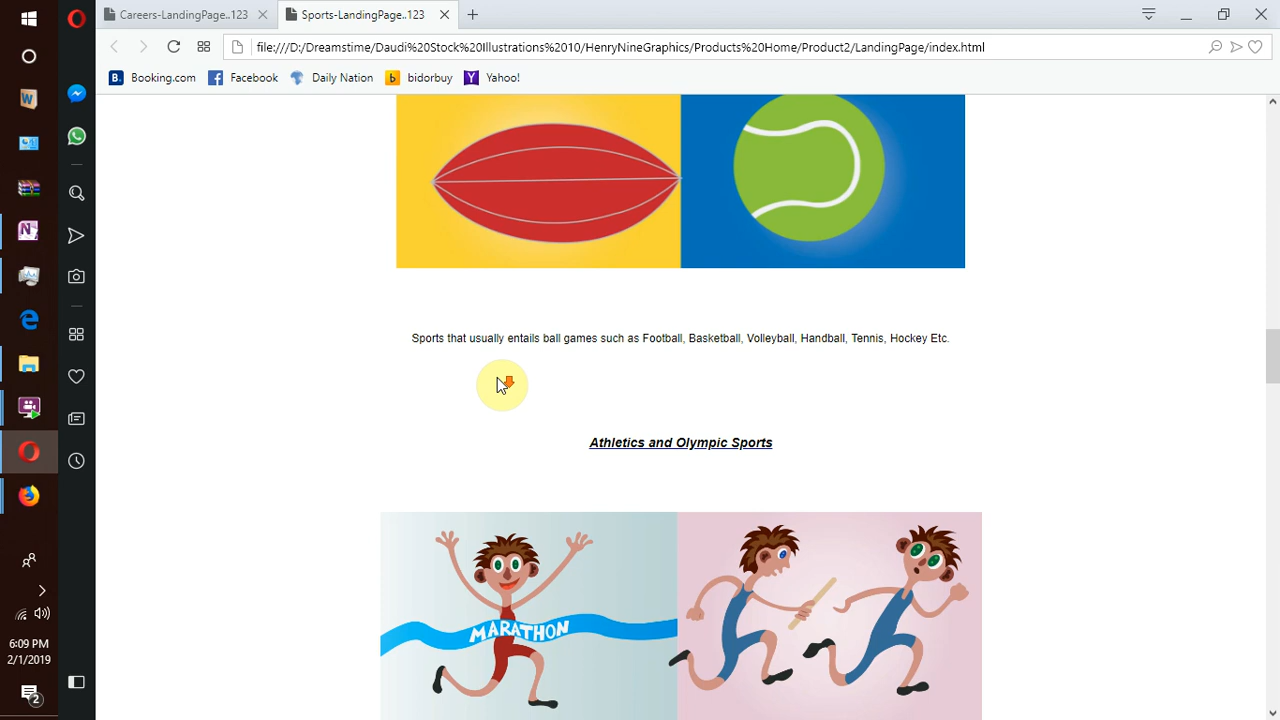 Careers-LandingPage..123
Sports-LandingPage..123
file:///D:/Dreamstime/Daudi%20Stock%20Illustrations%2010/HenryNineGraphics/Products%20Home/Product2/LandingPage/index.html
B. Booking.com Facebook Daily Nation b bidorbuy Y Yahoo!
Sports that usually entails ball games such as Football, Basketball, Volleyball, Handball, Tennis, Hockey Etc.
Athletics and Olympic Sports
MARATHON
6:09 PM
2/1/2019
2